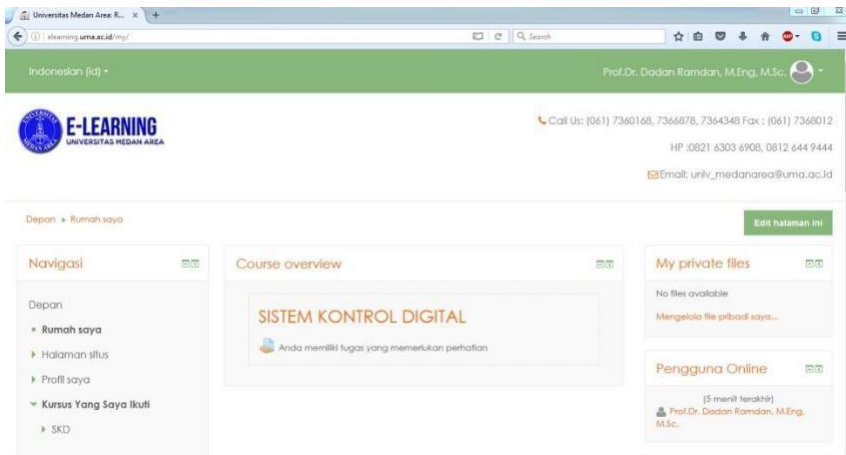 Universitas Medan Area: R...
elearning.uma.ac.id/my/
Search
ABP
Indonesian (id)
Prof.Dr. Dadan Ramdan, M.Eng, M.Sc.
E-LEARNING
UNIVERSITAS MEDAN AREA
Call Us: (061) 7360168, 7366878, 7364348 Fax : (061) 7368012
HP :0821 6303 6908, 0812 644 9444
Email: univ_medanarea@uma.ac.id
Depan ▸ Rumah saya
Edit halaman ini
Navigasi
Depan
Rumah saya
Halaman situs
Profil saya
Kursus Yang Saya Ikuti
SKD
Course overview
SISTEM KONTROL DIGITAL
Anda memiliki tugas yang memerlukan perhatian
My private files
No files available
Mengelola file pribadi saya...
Pengguna Online
(5 menit terakhir)
Prof.Dr. Dadan Ramdan, M.Eng,
M.Sc.